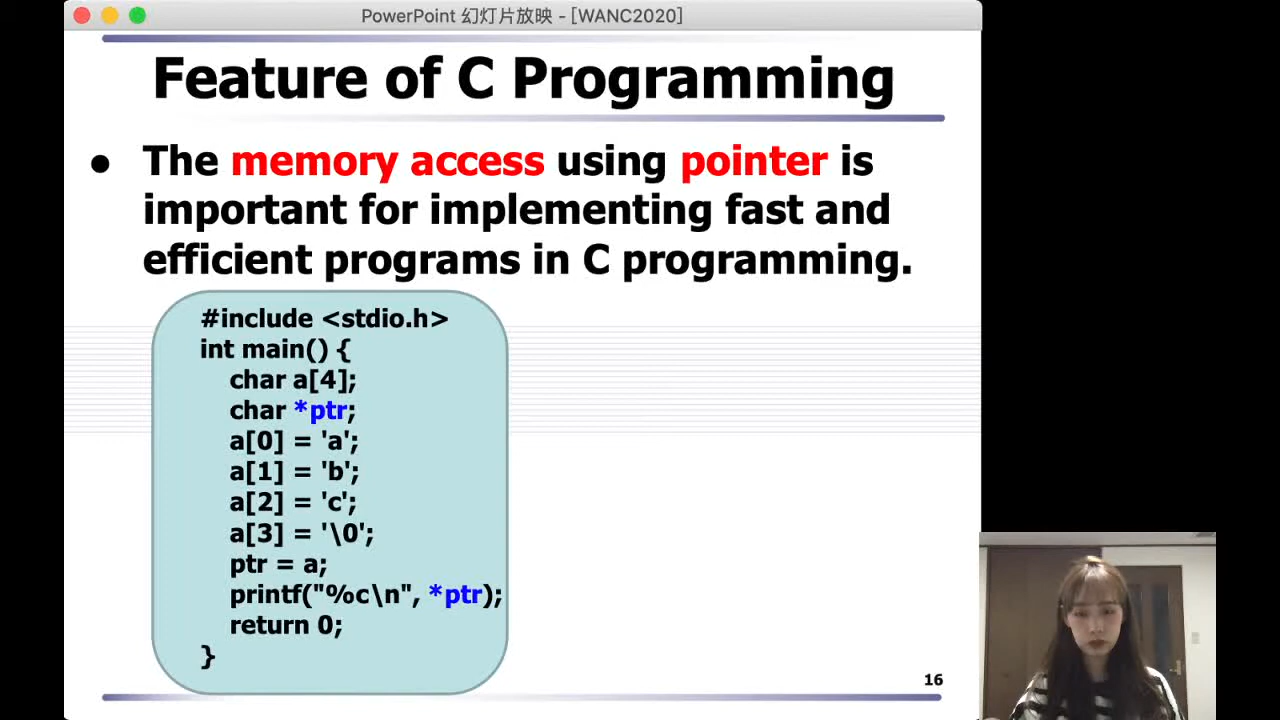 PowerPoint 幻灯片放映 - [WANC2020]
Feature of C Programming
● The memory access using pointer is
important for implementing fast and
efficient programs in C programming.
#include <stdio.h>
int main() {
char a[4];
char *ptr;
a[0] = 'a';
a[1] = 'b';
a[2] = 'c';
a[3] = '\0';
ptr = a;
printf("%c\n", *ptr);
return 0;
}
16